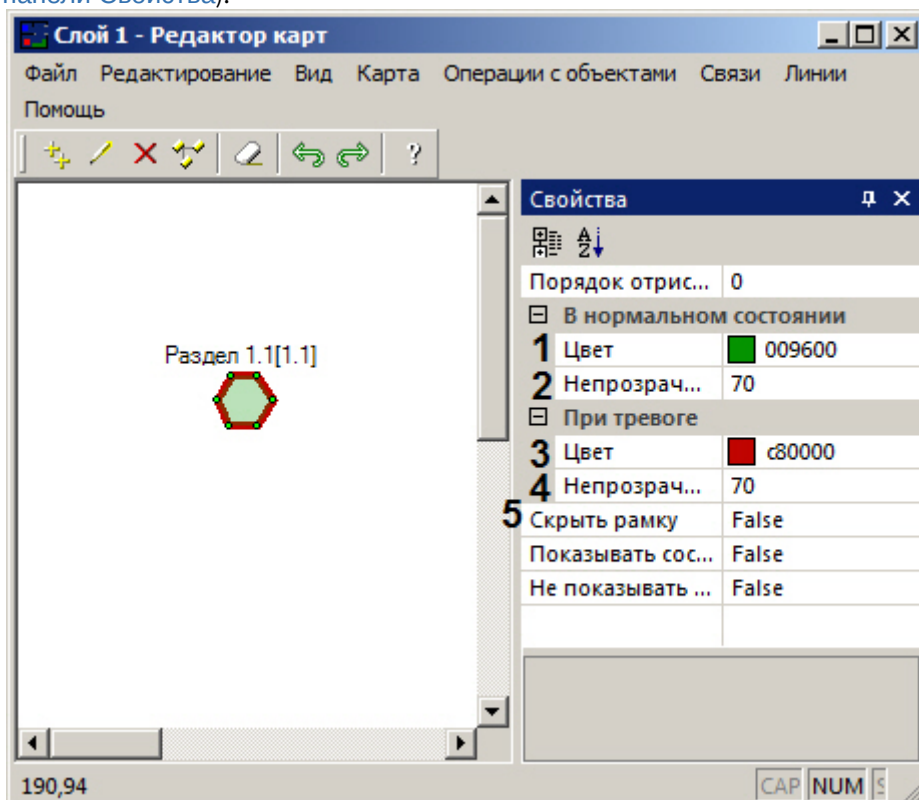 панели Свойства).
Слой 1 - Редактор карт
Файл Редактирование Вид Карта Операции с объектами Связи Линии
Помощь
?
Свойства
A
Z
Порядок отрис... 0
В нормальном состоянии
1 Цвет 009600
2 Непрозрач... 70
При тревоге
3 Цвет c80000
4 Непрозрач... 70
5 Скрыть рамку False
Показывать сос... False
Не показывать ... False
Раздел 1.1[1.1]
190,94
CAP NUM S